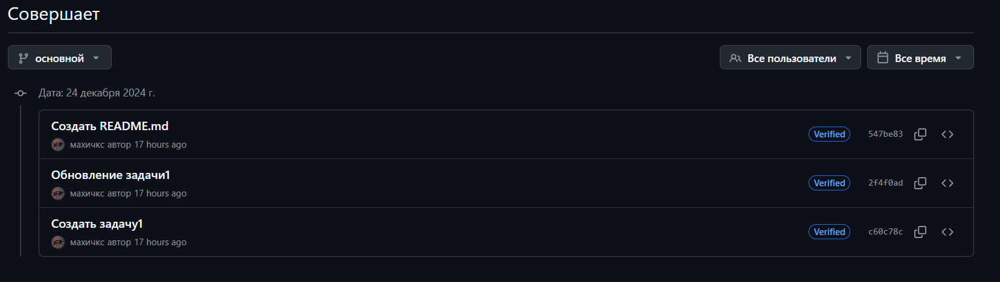 Совершает
основной
Все пользователи
Все время
Дата: 24 декабря 2024 г.
Создать README.md
махичкс автор 17 hours ago
Verified
547be83
Обновление задачи1
махичкс автор 17 hours ago
Verified
2f4f0ad
Создать задачу1
махичкс автор 17 hours ago
Verified
c60c78c